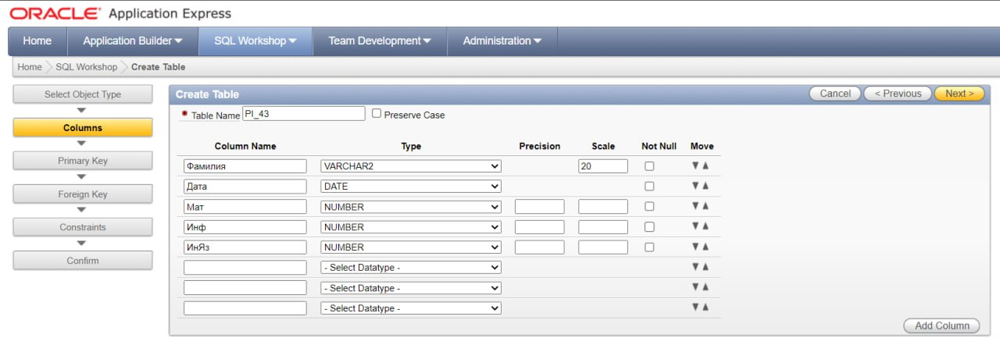 ORACLE Application Express
Home Application Builder SQL Workshop Team Development Administration
Home SQL Workshop Create Table
Select Object Type
Columns
Primary Key
Foreign Key
Constraints
Confirm
Create Table Cancel < Previous Next >
Table Name PI_43 Preserve Case
Column Name Type Precision Scale Not Null Move
Фамилия VARCHAR2 20
Дата DATE
Мат NUMBER
Инф NUMBER
ИнЯз NUMBER
- Select Datatype -
- Select Datatype -
- Select Datatype -
Add Column